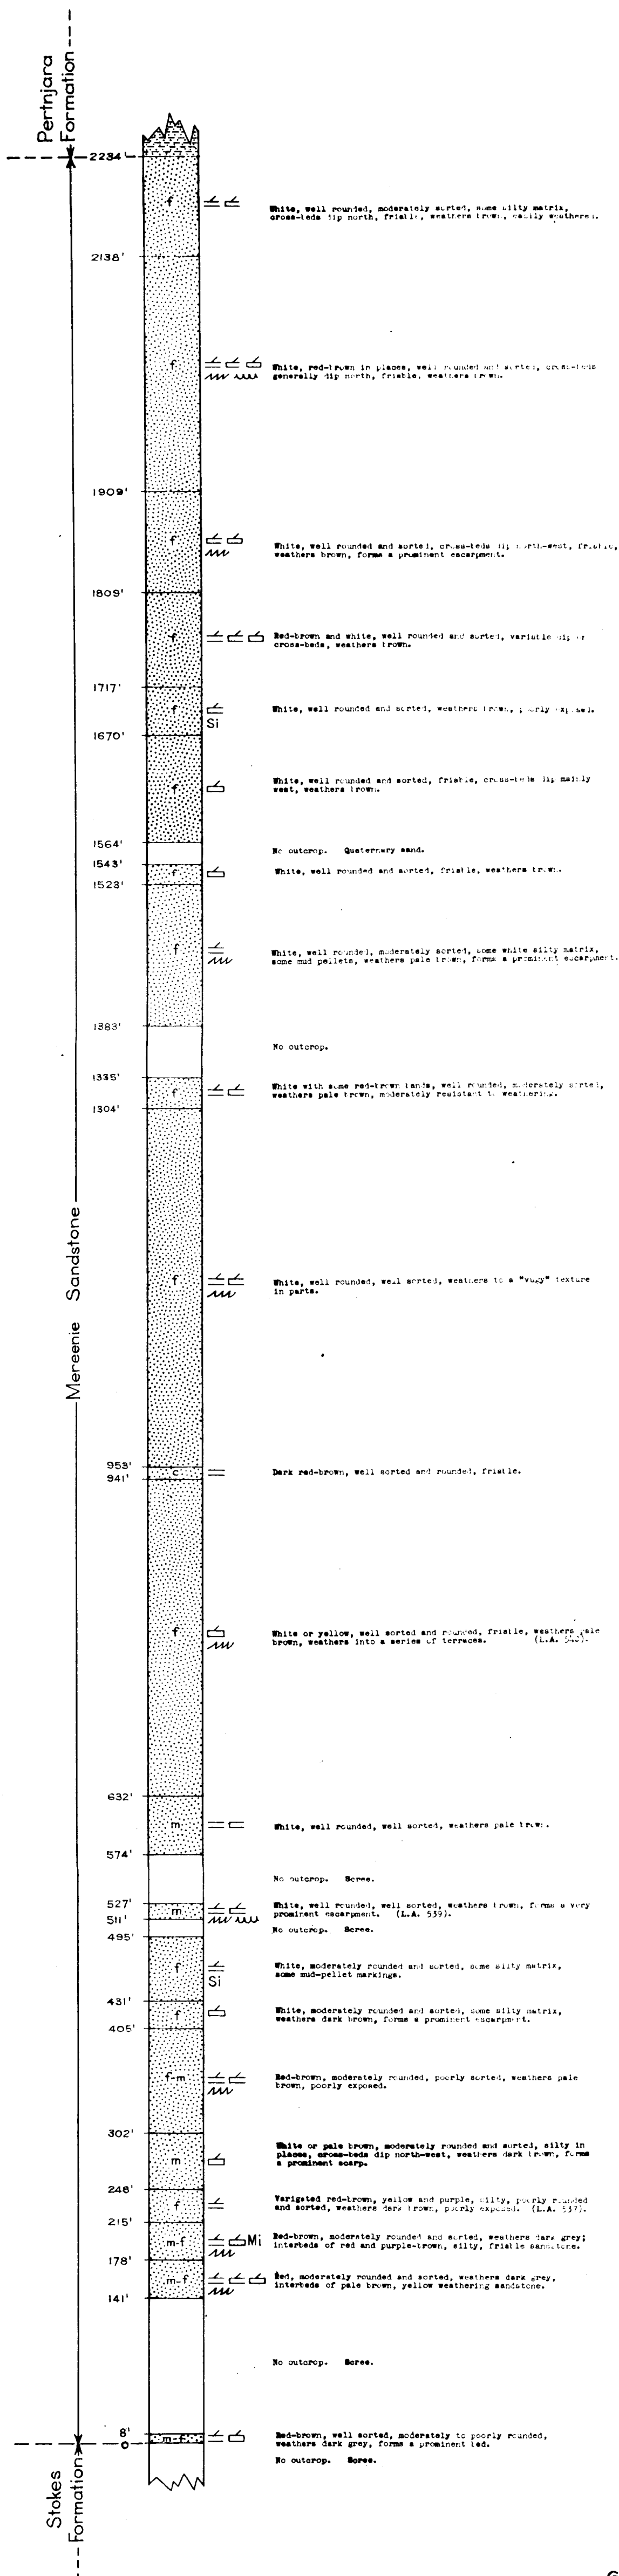 Pertnjara
Formation
2234'
f
White, well rounded, moderately sorted, some silty matrix,
cross-beds dip north, friable, weathers brown, easily weathered.
2138'
f
White, red-brown in places, well rounded and sorted, cross-beds
generally dip north, friable, weathers brown.
1909'
f
White, well rounded and sorted, cross-beds dip north-west, friable,
weathers brown, forms a prominent escarpment.
1809'
f
Red-brown and white, well rounded and sorted, variable dip of
cross-beds, weathers brown.
1717'
f
Si
White, well rounded and sorted, weathers brown, poorly exposed.
1670'
f
White, well rounded and sorted, friable, cross-beds dip mainly
west, weathers brown.
1564'
No outcrop. Quaternary sand.
1543'
f
White, well rounded and sorted, friable, weathers brown.
1523'
f
White, well rounded, moderately sorted, some white silty matrix,
some mud pellets, weathers pale brown, forms a prominent escarpment.
1383'
No outcrop.
1335'
f
White with some red-brown bands, well rounded, moderately sorted,
weathers pale brown, moderately resistant to weathering.
1304'
Mereenie Sandstone
f
White, well rounded, well sorted, weathers to a "vugy" texture
in parts.
953'
c
Dark red-brown, well sorted and rounded, friable.
941'
f
White or yellow, well sorted and rounded, friable, weathers pale
brown, weathers into a series of terraces. (L.A.
632'
m
White, well rounded, well sorted, weathers pale brown.
574'
No outcrop. Scree.
527'
m
White, well rounded, well sorted, weathers brown, forms a very
prominent escarpment. (L.A. 539).
511'
No outcrop. Scree.
495'
f
Si
White, moderately rounded and sorted, some silty matrix,
some mud-pellet markings.
431'
f
White, moderately rounded and sorted, some silty matrix,
weathers dark brown, forms a prominent escarpment.
405'
f-m
Red-brown, moderately rounded, poorly sorted, weathers pale
brown, poorly exposed.
302'
m
White or pale brown, moderately rounded and sorted, silty in
places, cross-beds dip north-west, weathers dark brown, forms
a prominent scarp.
248'
f
Varigated red-brown, yellow and purple, silty, poorly rounded
and sorted, weathers dark brown, poorly exposed. (L.A. 537).
215'
m-f
Mi
Red-brown, moderately rounded and sorted, weathers dark grey;
interbeds of red and purple-brown, silty, friable sandstone.
178'
m-f
Red, moderately rounded and sorted, weathers dark grey,
interbeds of pale brown, yellow weathering sandstone.
141'
No outcrop. Scree.
8'
m-f
Red-brown, well sorted, moderately to poorly rounded,
weathers dark grey, forms a prominent bed.
0
No outcrop. Scree.
Stokes
Formation